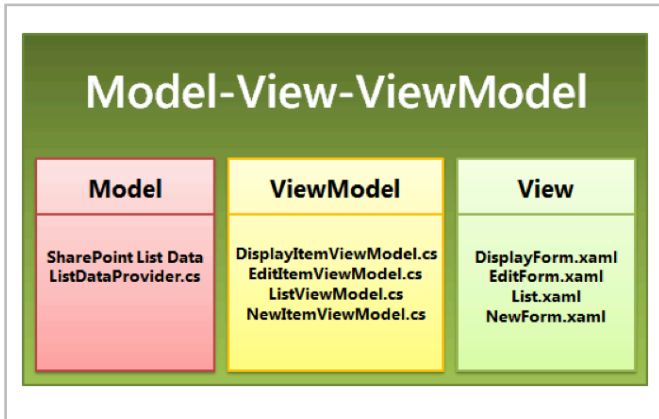 Model-View-ViewModel
Model
SharePoint List Data
ListDataProvider.cs
ViewModel
DisplayItemViewModel.cs
EditItemViewModel.cs
ListViewModel.cs
NewItemViewModel.cs
View
DisplayForm.xaml
EditForm.xaml
List.xaml
NewForm.xaml